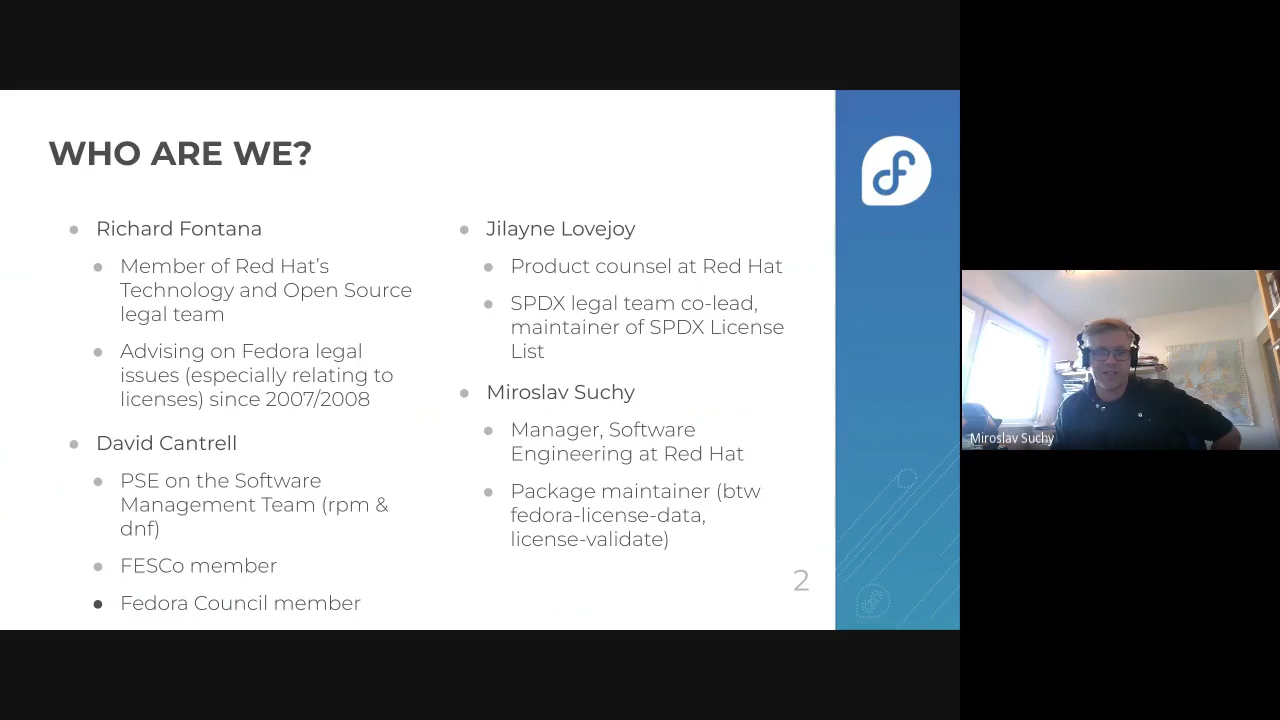 WHO ARE WE?
Richard Fontana
Member of Red Hat’s
Technology and Open Source
legal team
Advising on Fedora legal
issues (especially relating to
licenses) since 2007/2008
David Cantrell
PSE on the Software
Management Team (rpm &
dnf)
FESCo member
Fedora Council member
Jilayne Lovejoy
Product counsel at Red Hat
SPDX legal team co-lead,
maintainer of SPDX License
List
Miroslav Suchy
Manager, Software
Engineering at Red Hat
Package maintainer (btw
fedora-license-data,
license-validate)
2
Miroslav Suchy